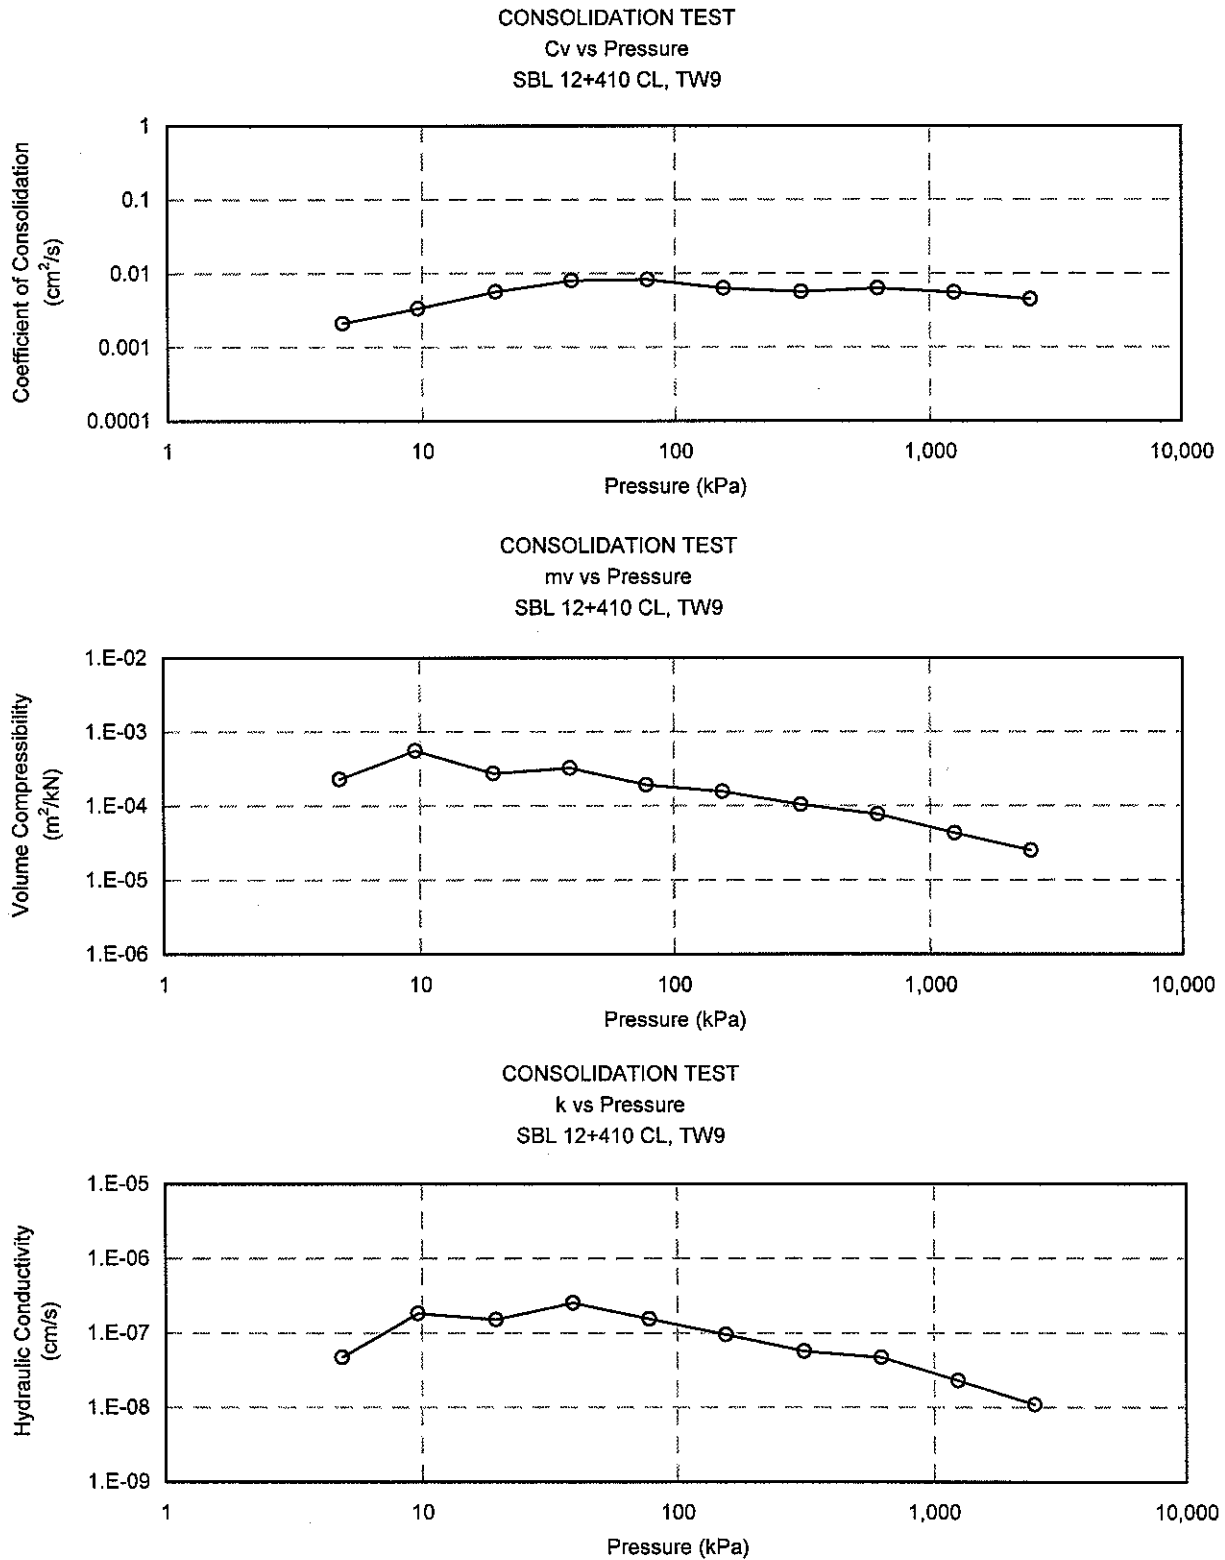 CONSOLIDATION TEST
Cv vs Pressure
SBL 12+410 CL, TW9
Coefficient of Consolidation
(cm²/s)
1
0.1
0.01
0.001
0.0001
1 10 100 1,000 10,000
Pressure (kPa)
CONSOLIDATION TEST
mv vs Pressure
SBL 12+410 CL, TW9
Volume Compressibility
(m²/kN)
1.E-02
1.E-03
1.E-04
1.E-05
1.E-06
1 10 100 1,000 10,000
Pressure (kPa)
CONSOLIDATION TEST
k vs Pressure
SBL 12+410 CL, TW9
Hydraulic Conductivity
(cm/s)
1.E-05
1.E-06
1.E-07
1.E-08
1.E-09
1 10 100 1,000 10,000
Pressure (kPa)